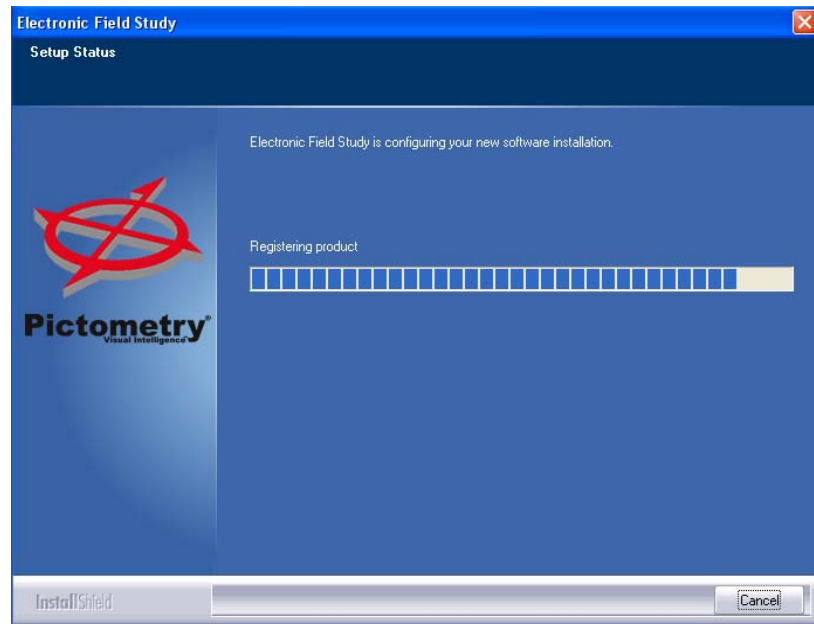 Electronic Field Study
Setup Status
Electronic Field Study is configuring your new software installation.
Registering product
Pictometry®
Visual Intelligence
InstallShield
Cancel